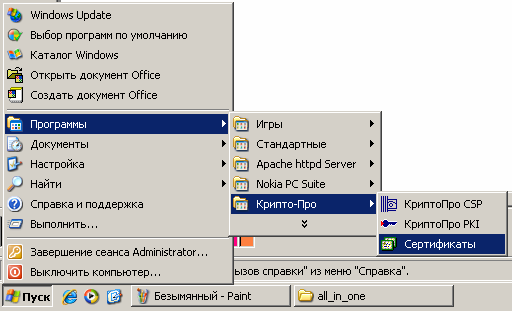 Windows Update
Выбор программ по умолчанию
Каталог Windows
Открыть документ Office
Создать документ Office
Программы
Документы
Настройка
Найти
Справка и поддержка
Выполнить...
Завершение сеанса Administrator...
Выключить компьютер...
Игры
Стандартные
Apache httpd Server
Nokia PC Suite
Крипто-Про
КриптоПро CSP
КриптоПро PKI
Сертификаты
ызов справки" из меню "Справка".
Пуск
Безымянный - Paint
all_in_one